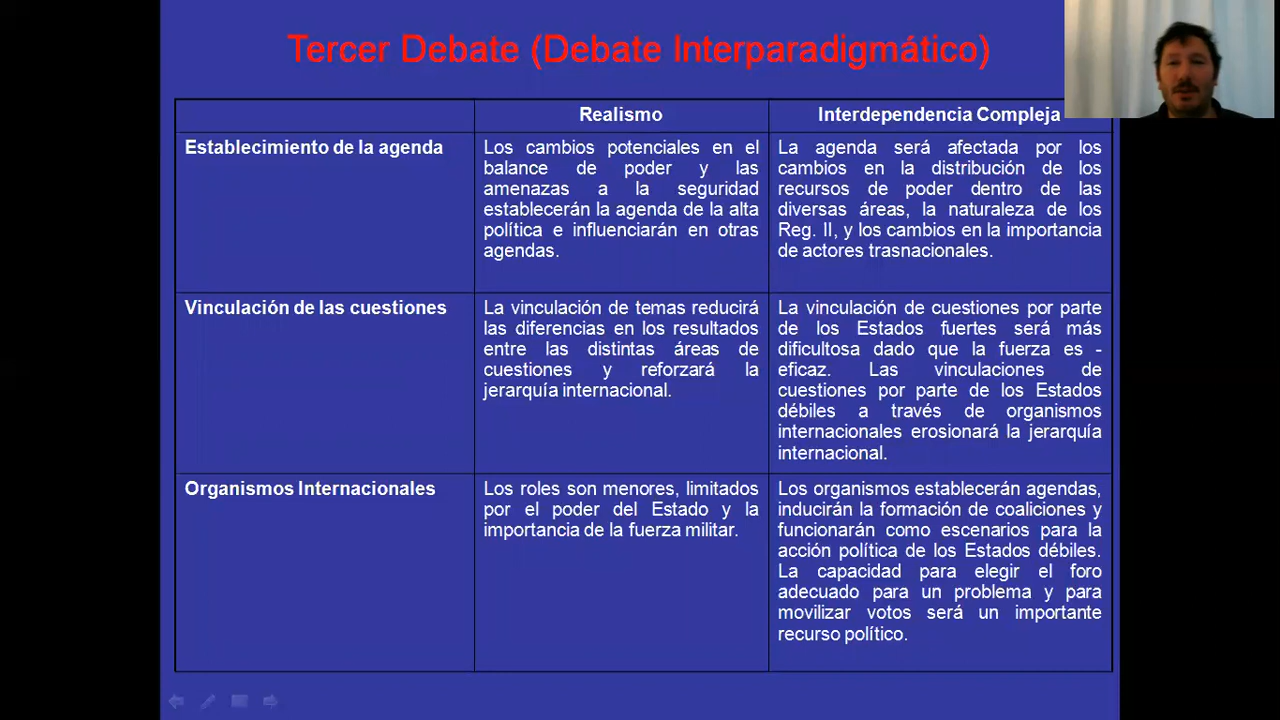 Tercer Debate (Debate Interparadigmático)
Realismo
Interdependencia Compleja
Establecimiento de la agenda
Los cambios potenciales en el
balance de poder y las
amenazas a la seguridad
establecerán la agenda de la alta
política e influenciarán en otras
agendas.
La agenda será afectada por los
cambios en la distribución de los
recursos de poder dentro de las
diversas áreas, la naturaleza de los
Reg. II, y los cambios en la importancia
de actores trasnacionales.
Vinculación de las cuestiones
La vinculación de temas reducirá
las diferencias en los resultados
entre las distintas áreas de
cuestiones y reforzará la
jerarquía internacional.
La vinculación de cuestiones por parte
de los Estados fuertes será más
dificultosa dado que la fuerza es -
eficaz. Las vinculaciones de
cuestiones por parte de los Estados
débiles a través de organismos
internacionales erosionará la jerarquía
internacional.
Organismos Internacionales
Los roles son menores, limitados
por el poder del Estado y la
importancia de la fuerza militar.
Los organismos establecerán agendas,
inducirán la formación de coaliciones y
funcionarán como escenarios para la
acción política de los Estados débiles.
La capacidad para elegir el foro
adecuado para un problema y para
movilizar votos será un importante
recurso político.